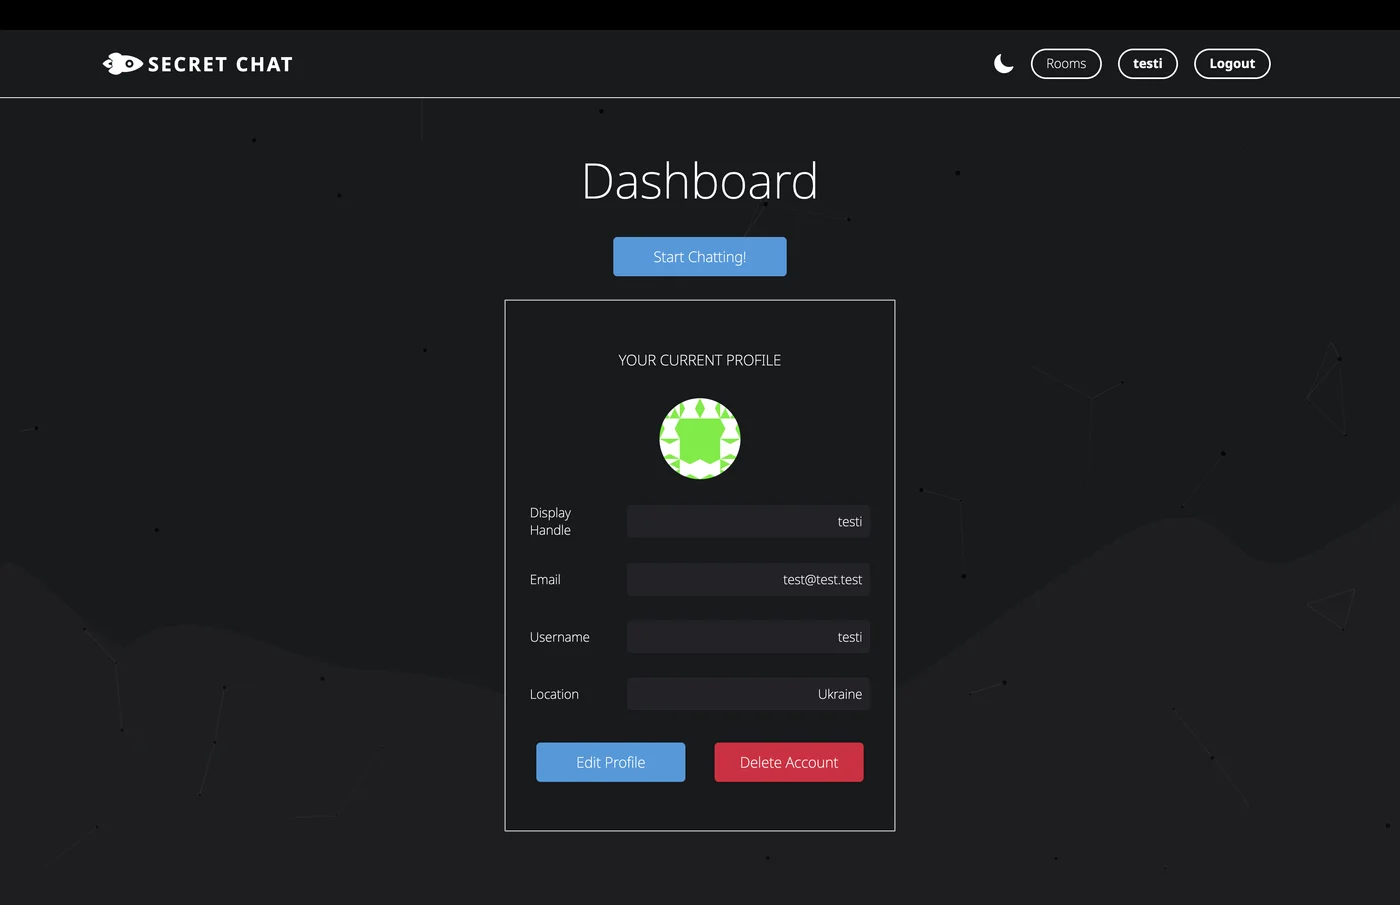 SECRET CHAT
Rooms
testi
Logout
Dashboard
Start Chatting!
YOUR CURRENT PROFILE
Display
Handle
testi
Email
test@test.test
Username
testi
Location
Ukraine
Edit Profile
Delete Account